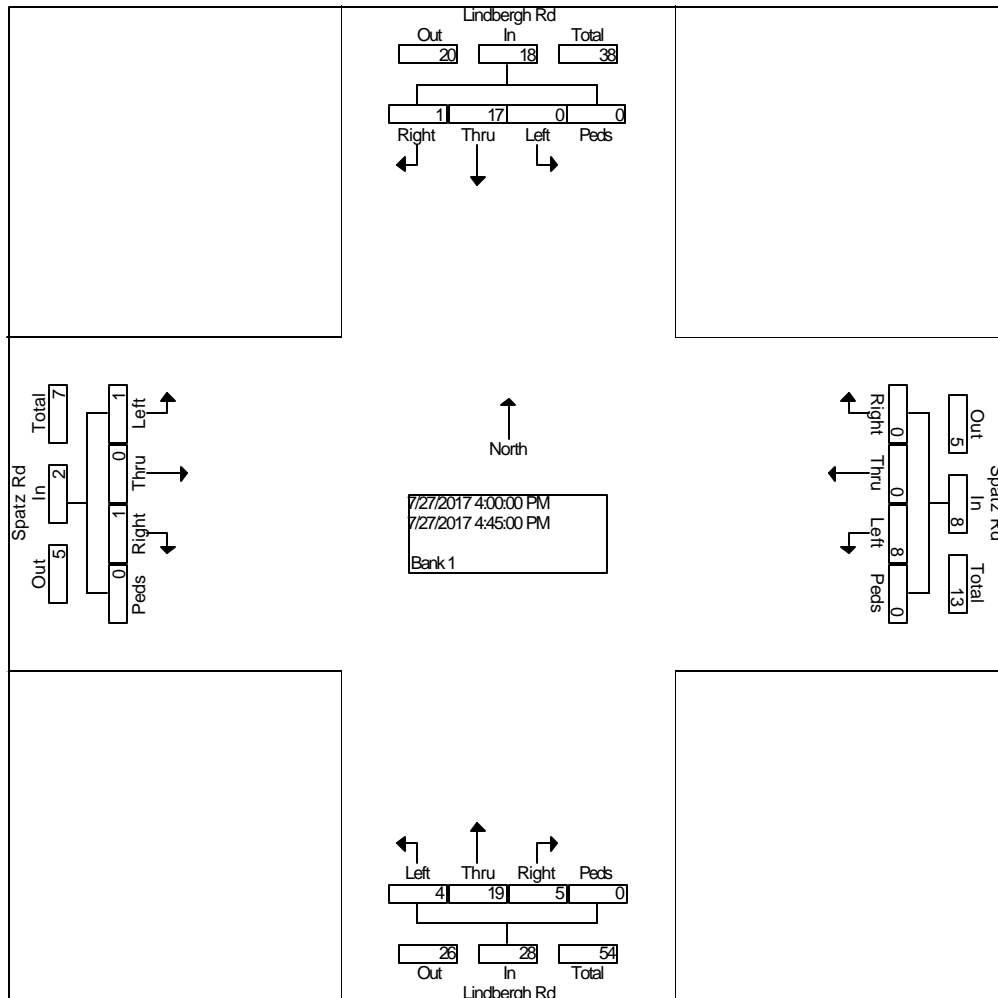 Lindbergh Rd
Out In Total
20 18 38
1 17 0 0
Right Thru Left Peds
Spatz Rd
Total In Out
7 2 5
1 0 1 0
Left Thru Right Peds
North
7/27/2017 4:00:00 PM
7/27/2017 4:45:00 PM
Bank 1
Right Thru Left Peds
0 0 8 0
Out In Total
5 8 13
Spatz Rd
Left Thru Right Peds
4 19 5 0
26 28 54
Out In Total
Lindbergh Rd